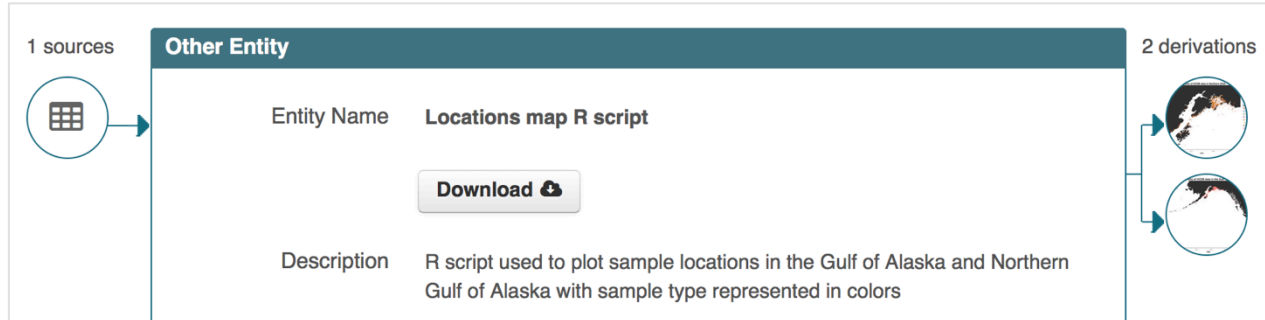 1 sources
Other Entity
2 derivations
Entity Name
Locations map R script
Download
Description
R script used to plot sample locations in the Gulf of Alaska and Northern
Gulf of Alaska with sample type represented in colors